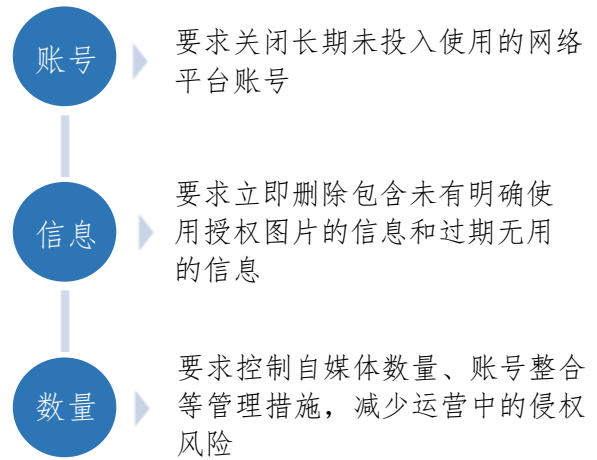 账号
要求关闭长期未投入使用的网络
平台账号
信息
要求立即删除包含未有明确使
用授权图片的信息和过期无用
的信息
数量
要求控制自媒体数量、账号整合
等管理措施，减少运营中的侵权
风险